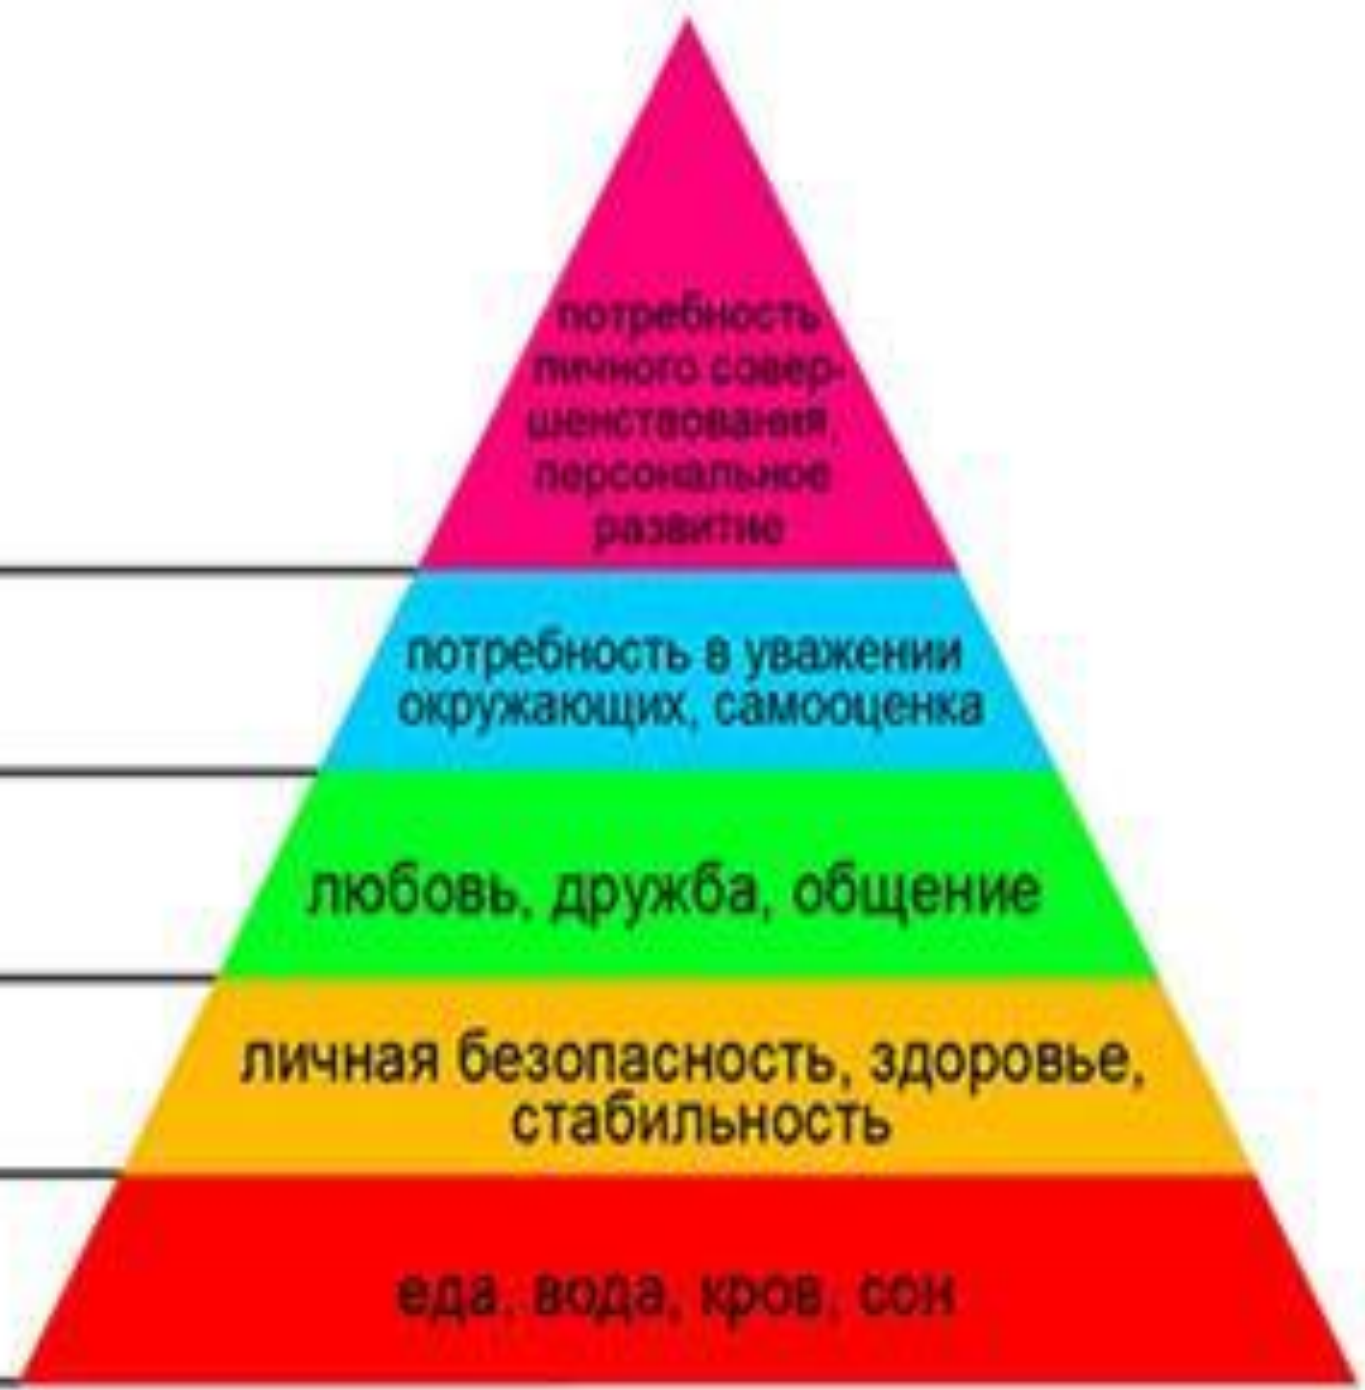 потребность
личного совер-
шенствования,
персональное
развитие
потребность в уважении
окружающих, самооценка
любовь, дружба, общение
личная безопасность, здоровье,
стабильность
еда, вода, кров, сон